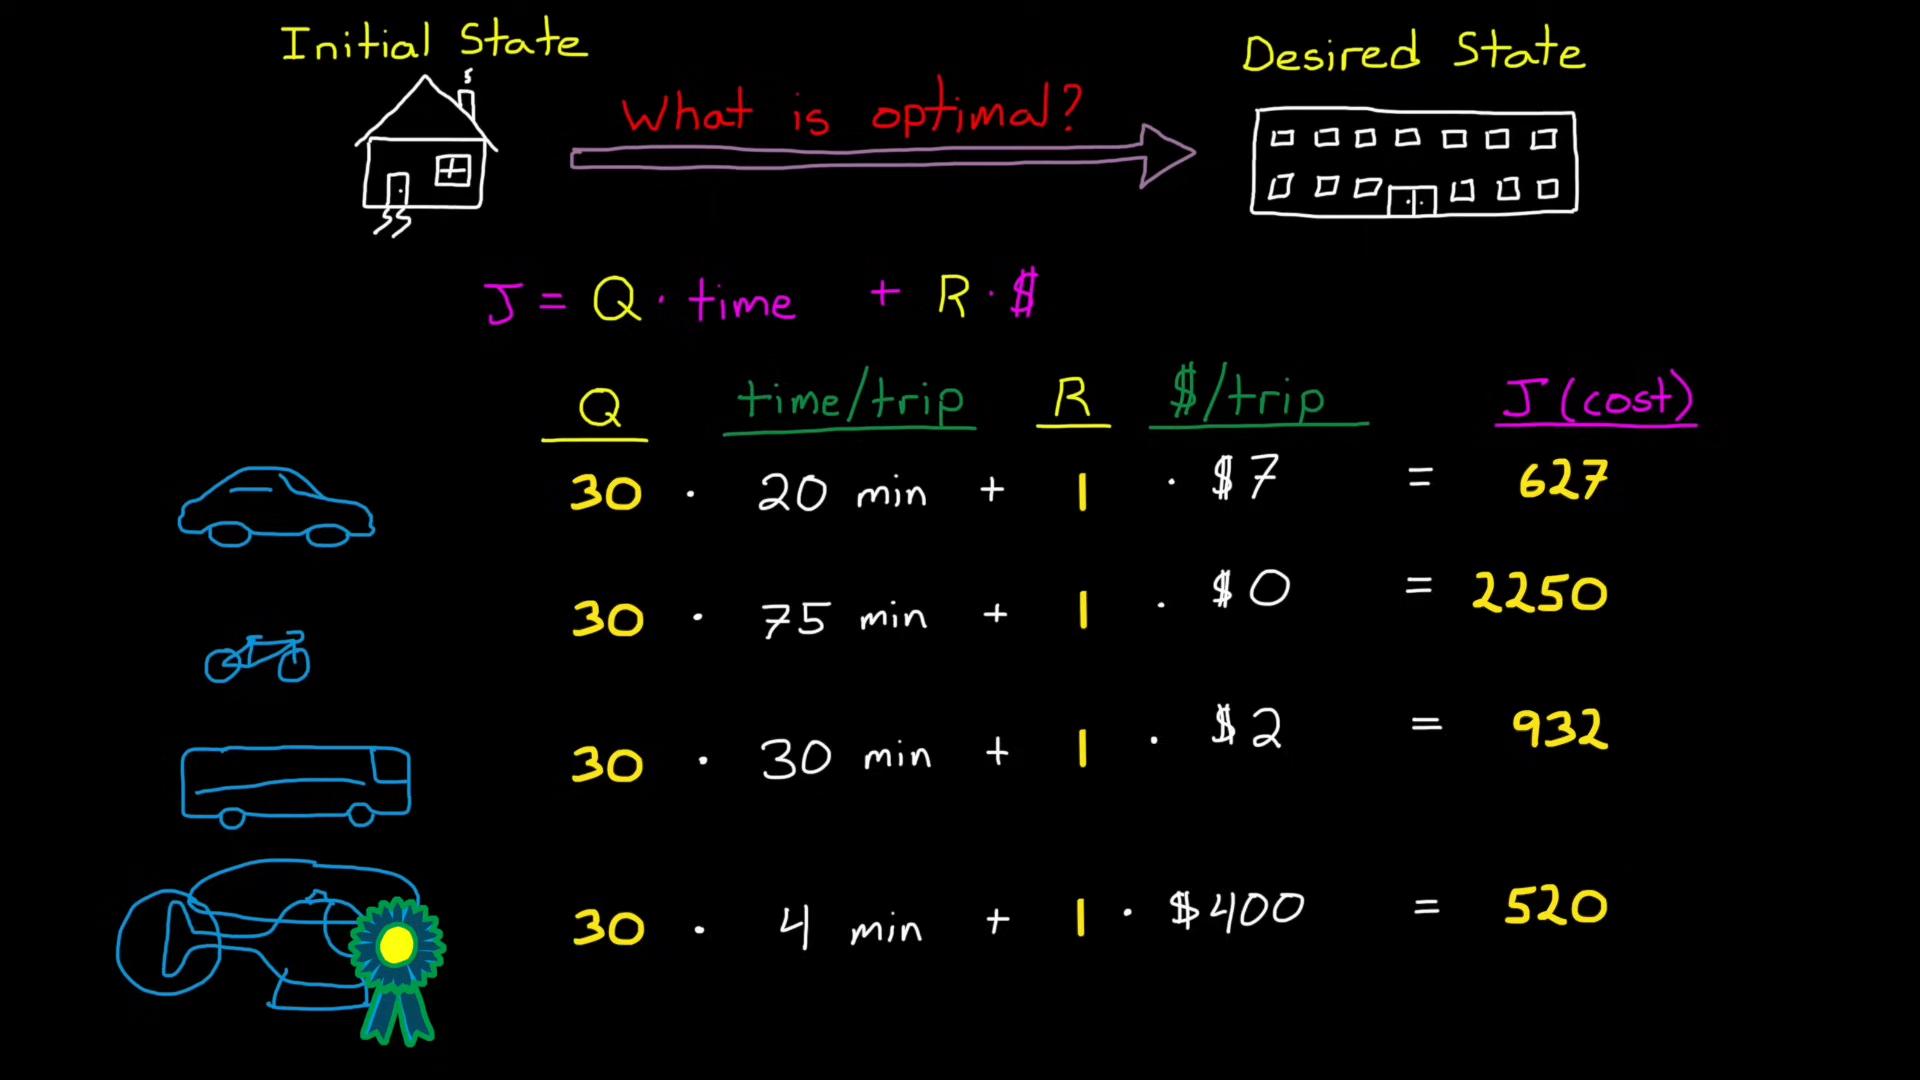 Initial State
Desired State
What is optimal?
J = Q · time + R · $
Q time/trip R $/trip J (cost)
30 · 20 min + 1 · $7 = 627
30 · 75 min + 1 · $0 = 2250
30 · 30 min + 1 · $2 = 932
30 · 4 min + 1 · $400 = 520